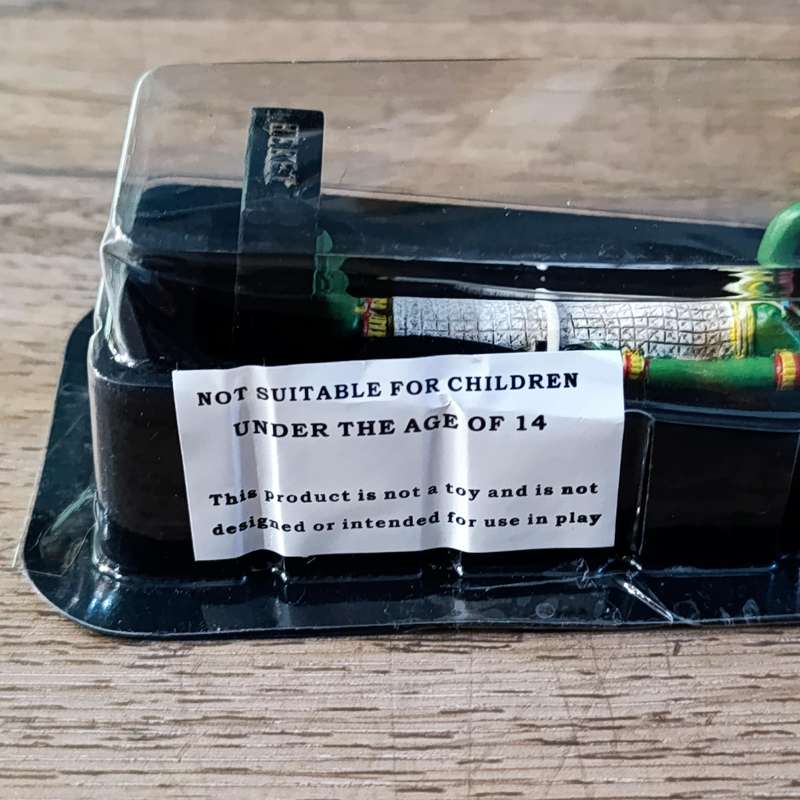 NOT SUITABLE FOR CHILDREN
UNDER THE AGE OF 14
This product is not a toy and is not
designed or intended for use in play